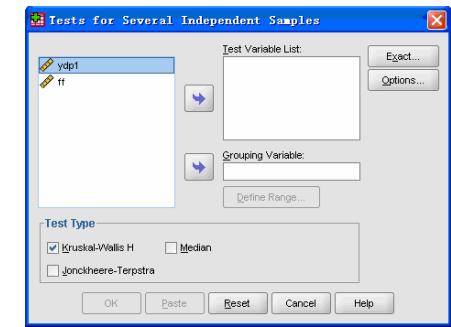 Tests for Several Independent Samples
Test Variable List:
ydp1
ff
Exact...
Options...
Grouping Variable:
Define Range...
Test Type
Kruskal-Wallis H
Median
Jonckheere-Terpstra
OK
Paste
Reset
Cancel
Help